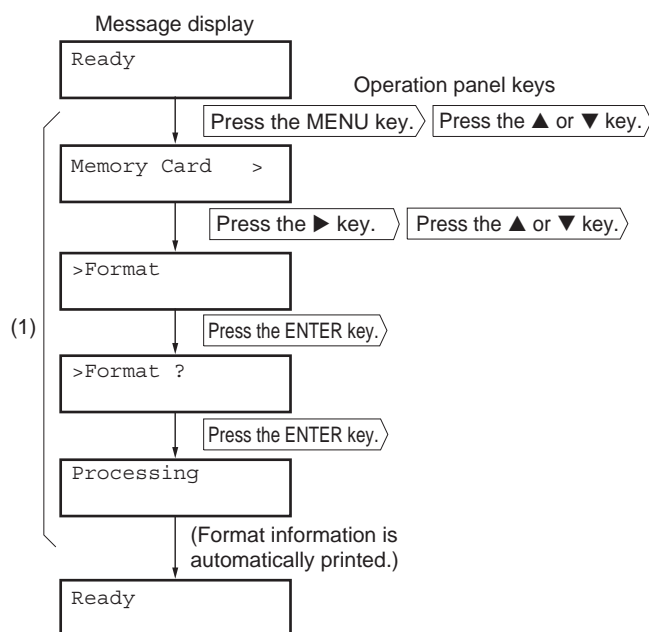 Message display
Ready
Operation panel keys
Press the MENU key. Press the ▲ or ▼ key.
Memory Card >
Press the ▶ key. Press the ▲ or ▼ key.
>Format
(1)
Press the ENTER key.
>Format ?
Press the ENTER key.
Processing
(Format information is
automatically printed.)
Ready